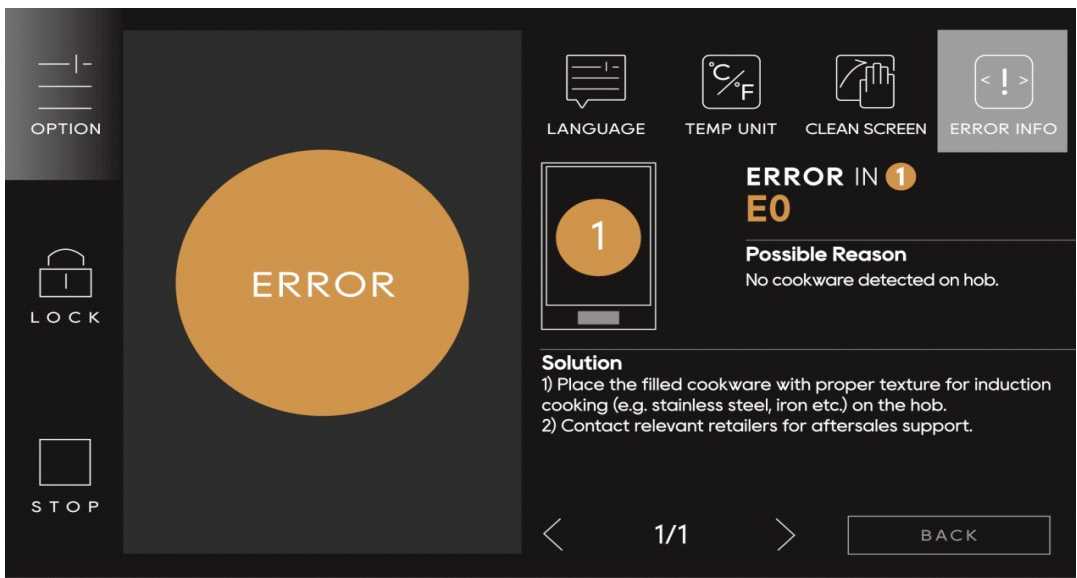 OPTION
LOCK
STOP
ERROR
LANGUAGE
TEMP UNIT
CLEAN SCREEN
ERROR INFO
°C/°F
< ! >
1
ERROR IN 1
E0
Possible Reason
No cookware detected on hob.
Solution
1) Place the filled cookware with proper texture for induction
cooking (e.g. stainless steel, iron etc.) on the hob.
2) Contact relevant retailers for aftersales support.
< 1/1 >
BACK